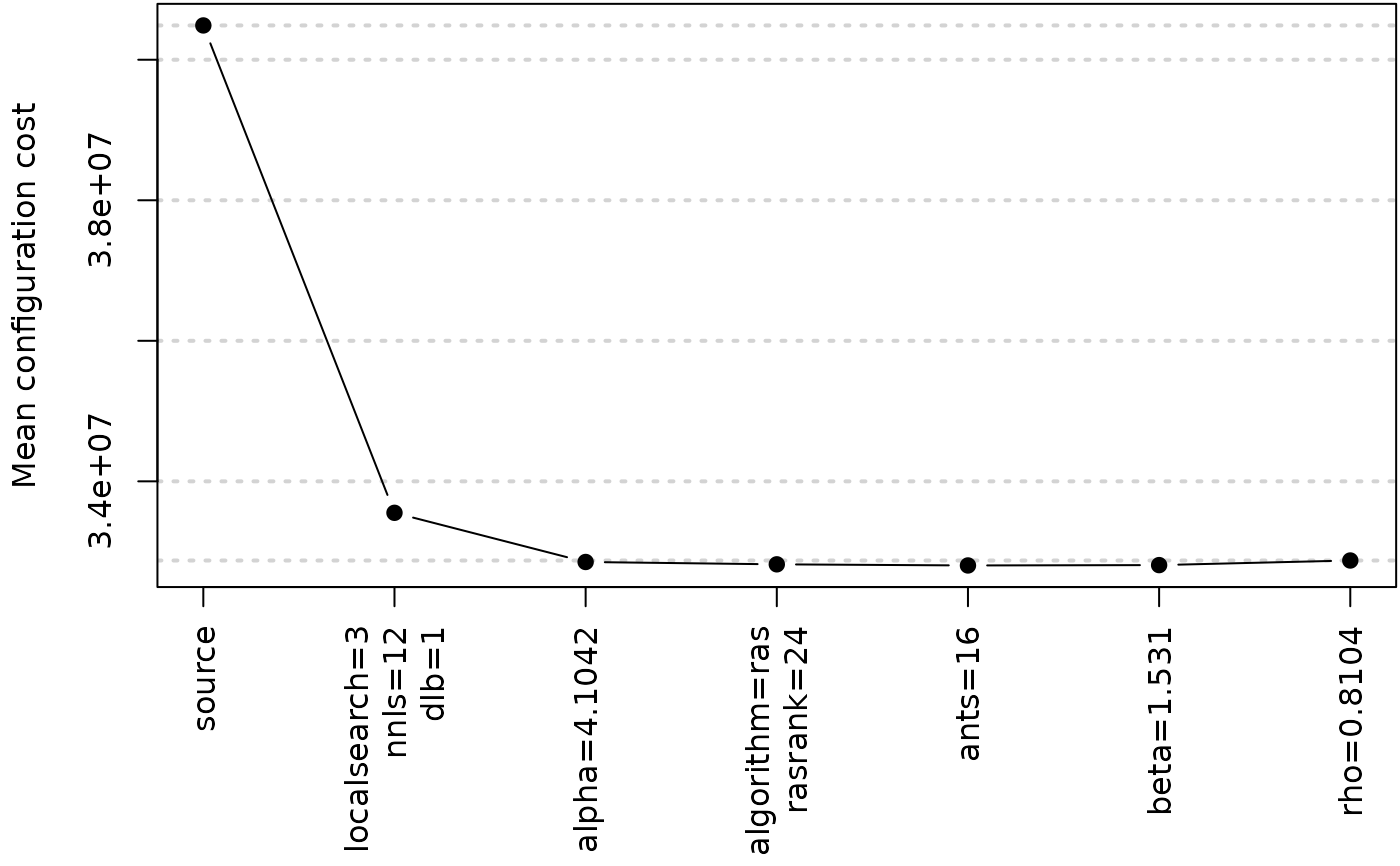 Mean configuration cost
3.8e+07
3.4e+07
source
localsearch=3
nnls=12
dlb=1
alpha=4.1042
algorithm=ras
rasrank=24
ants=16
beta=1.531
rho=0.8104